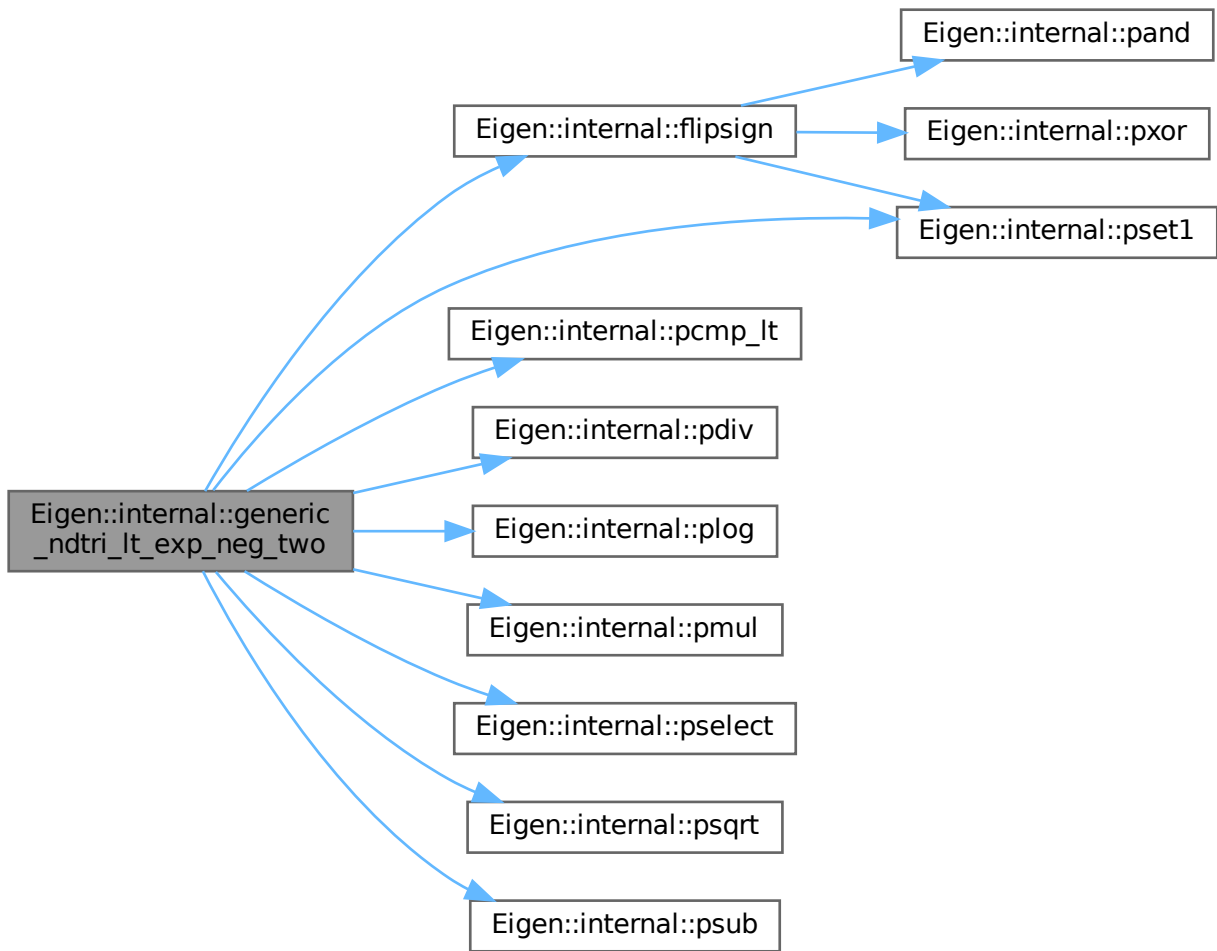 Eigen::internal::pand
Eigen::internal::flipsign
Eigen::internal::pxor
Eigen::internal::pset1
Eigen::internal::pcmp_lt
Eigen::internal::pdiv
Eigen::internal::generic
_ndtri_lt_exp_neg_two
Eigen::internal::plog
Eigen::internal::pmul
Eigen::internal::pselect
Eigen::internal::psqrt
Eigen::internal::psub